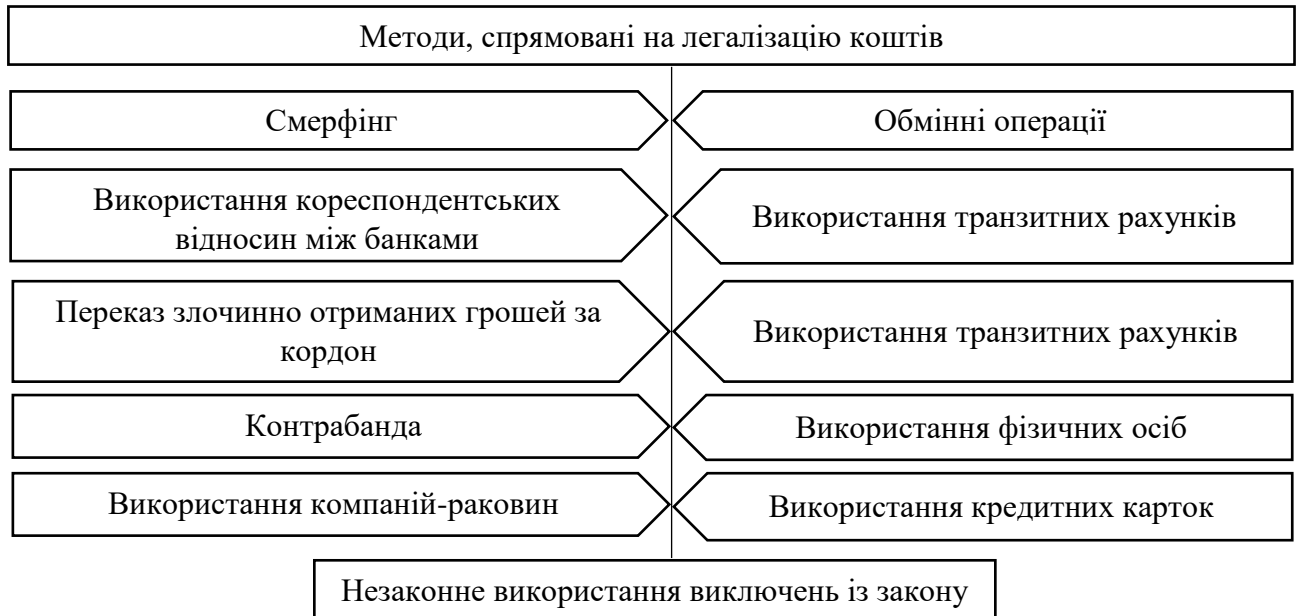 Методи, спрямовані на легалізацію коштів
Смерфінг
Обмінні операції
Використання кореспондентських
відносин між банками
Використання транзитних рахунків
Переказ злочинно отриманих грошей за
кордон
Використання транзитних рахунків
Контрабанда
Використання фізичних осіб
Використання компаній-раковин
Використання кредитних карток
Незаконне використання виключень із закону